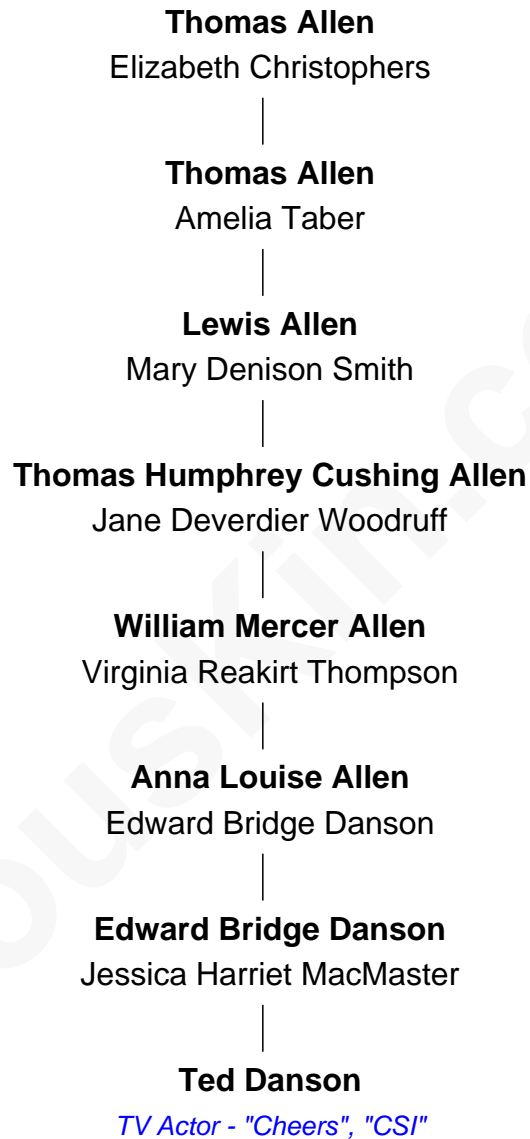 Thomas Allen
Elizabeth Christophers
Thomas Allen
Amelia Taber
Lewis Allen
Mary Denison Smith
Thomas Humphrey Cushing Allen
Jane Deverdier Woodruff
William Mercer Allen
Virginia Reakirt Thompson
Anna Louise Allen
Edward Bridge Danson
Edward Bridge Danson
Jessica Harriet MacMaster
Ted Danson
TV Actor - "Cheers", "CSI"